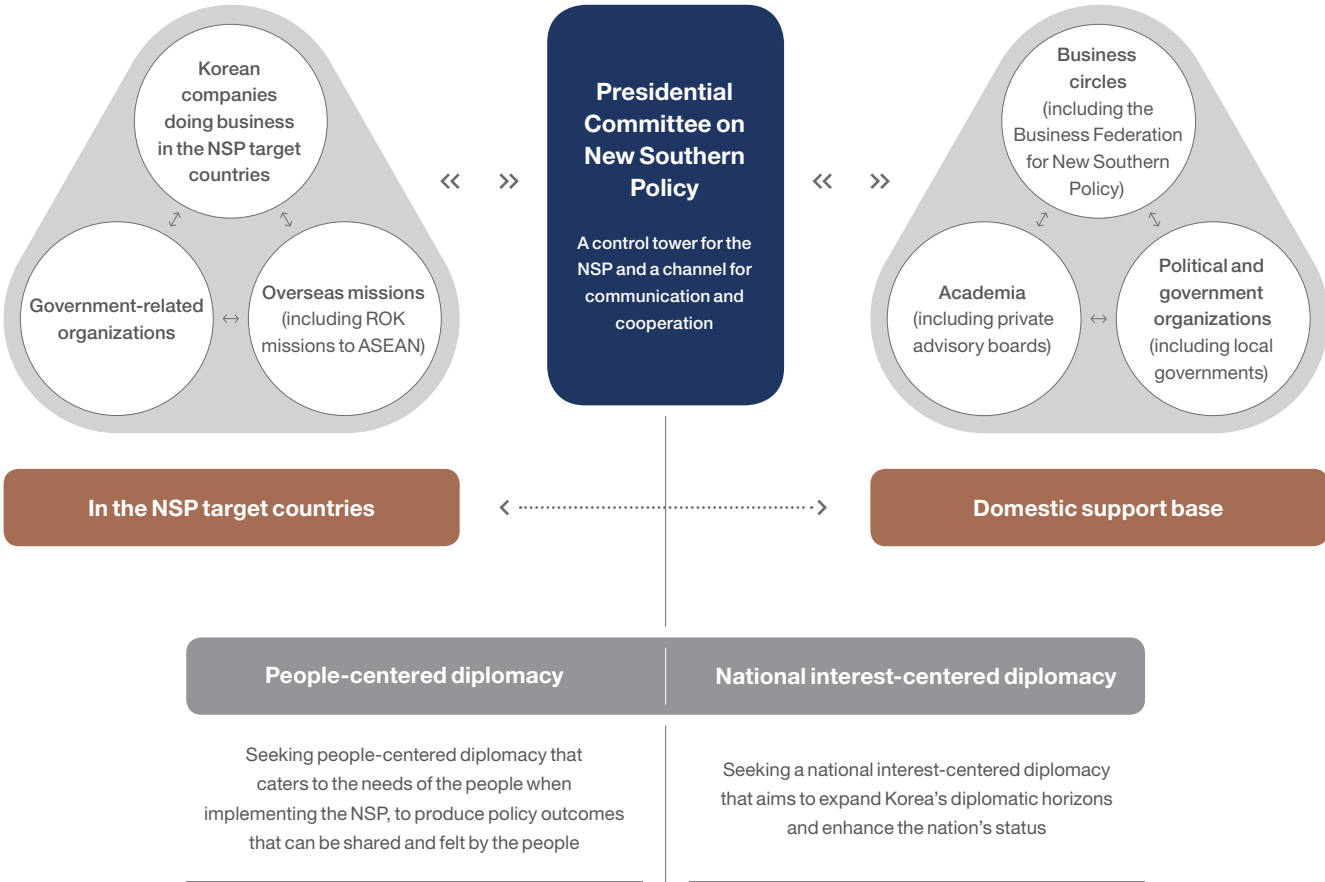 Korean
companies
doing business
in the NSP target
countries
Government-related
organizations
Overseas missions
(including ROK
missions to ASEAN)
Presidential
Committee on
New Southern
Policy
A control tower for the
NSP and a channel for
communication and
cooperation
Business
circles
(including the
Business Federation
for New Southern
Policy)
Academia
(including private
advisory boards)
Political and
government
organizations
(including local
governments)
In the NSP target countries
Domestic support base
People-centered diplomacy
National interest-centered diplomacy
Seeking people-centered diplomacy that
caters to the needs of the people when
implementing the NSP, to produce policy outcomes
that can be shared and felt by the people
Seeking a national interest-centered diplomacy
that aims to expand Korea's diplomatic horizons
and enhance the nation's status